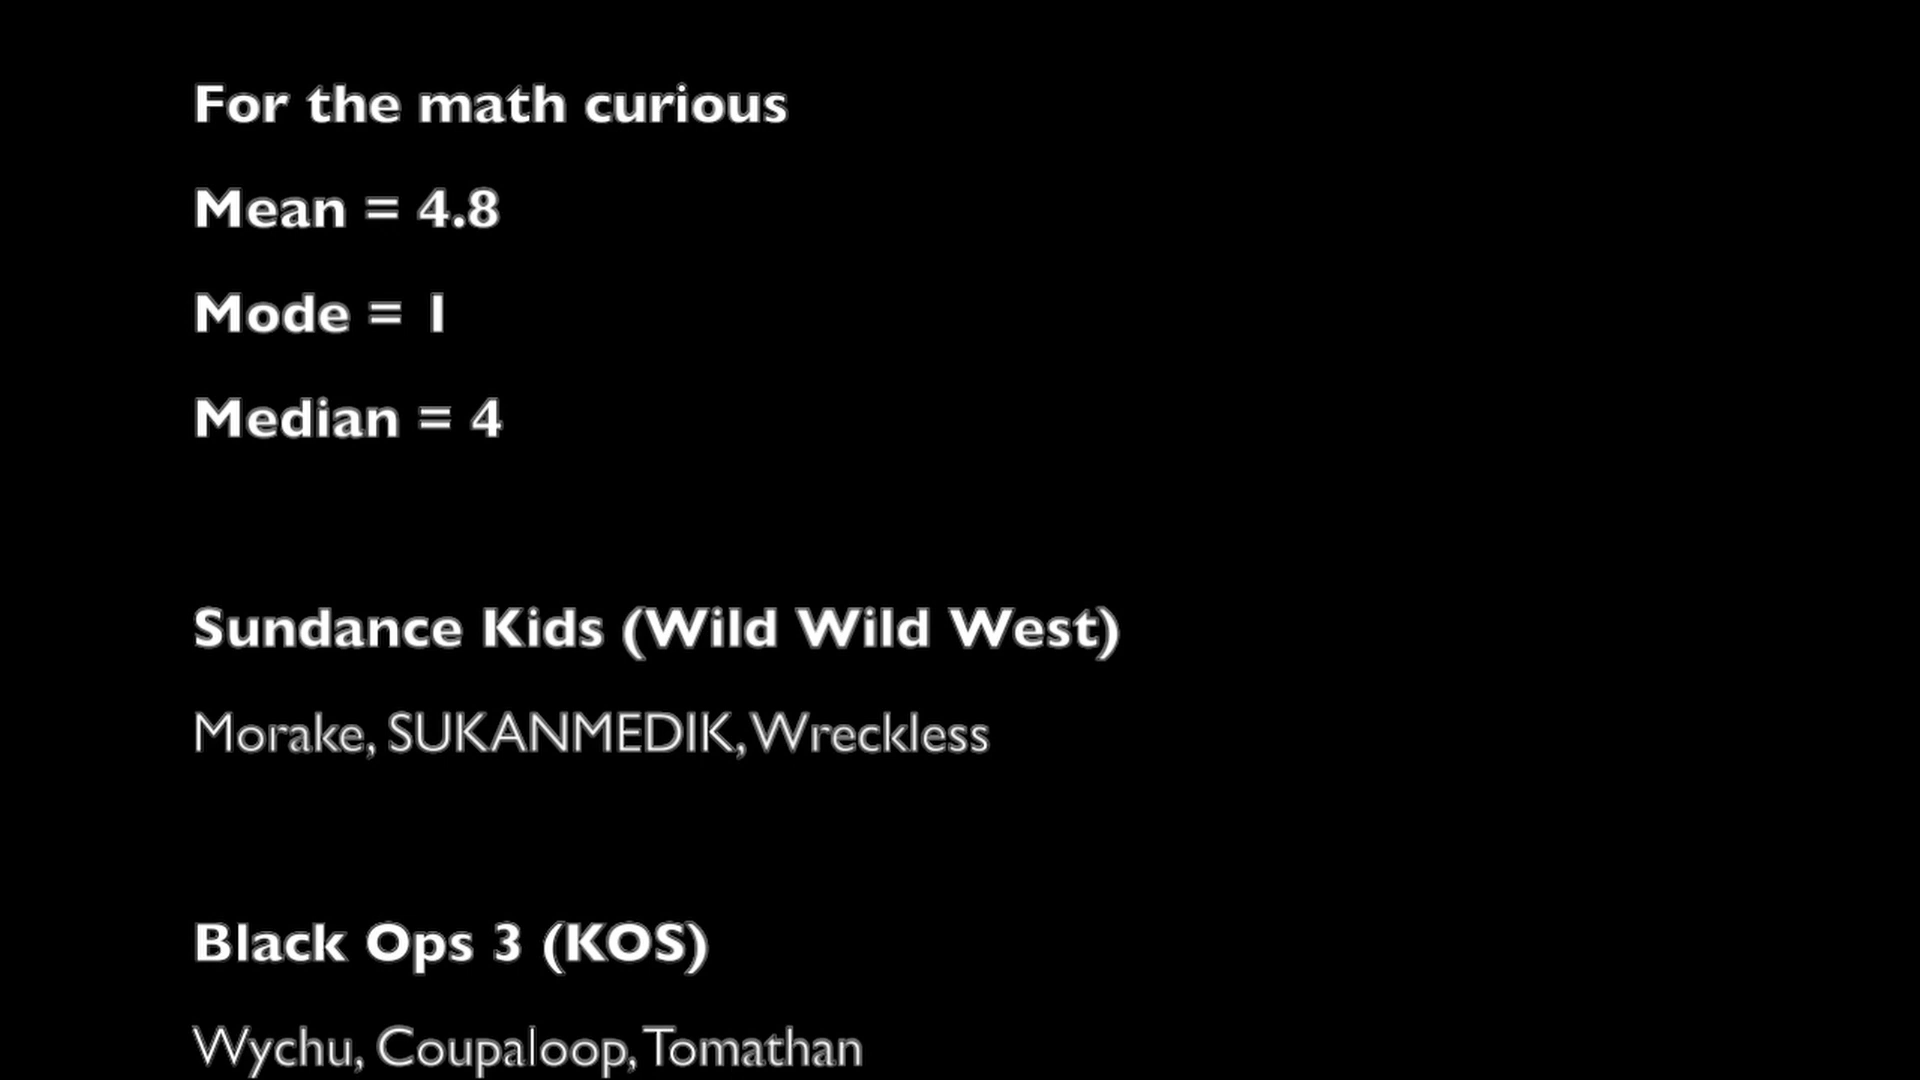 For the math curious
Mean = 4.8
Mode = 1
Median = 4
Sundance Kids (Wild Wild West)
Morake, SUKANMEDIK, Wreckless
Black Ops 3 (KOS)
Wychu, Coupaloop, Tomathan